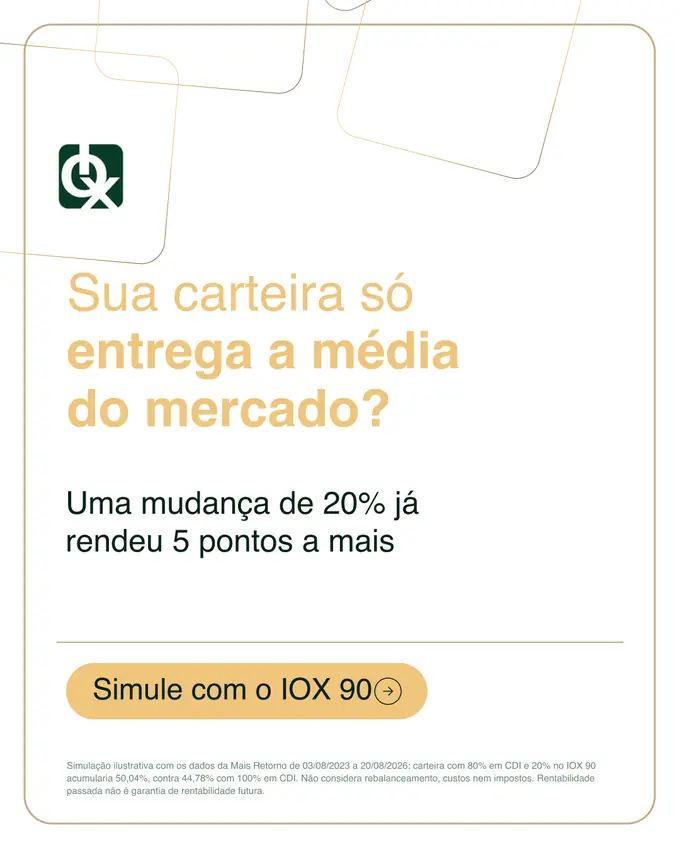 IOX
Sua carteira só
entrega a média
do mercado?
Uma mudança de 20% já
rendeu 5 pontos a mais
Simule com o IOX 90
Simulação ilustrativa com os dados da Mais Retorno de 03/08/2023 a 20/08/2026: carteira com 80% em CDI e 20% no IOX 90
acumularia 50,04%, contra 44,78% com 100% em CDI. Não considera rebalanceamento, custos nem impostos. Rentabilidade
passada não é garantia de rentabilidade futura.